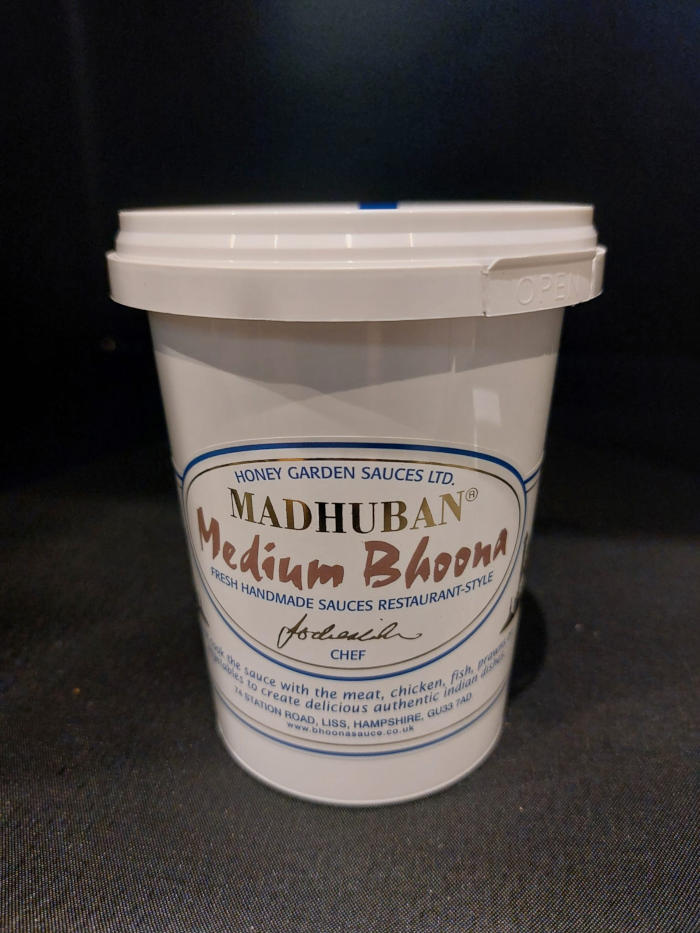 OPEN
HONEY GARDEN SAUCES LTD.
MADHUBAN®
Medium Bhoona
FRESH HANDMADE SAUCES RESTAURANT-STYLE
CHEF
cook the sauce with the meat, chicken, fish, prawns
to create delicious authentic indian dishes.
74 STATION ROAD, LISS, HAMPSHIRE, GU33 7AD
www.bhoonasauce.co.uk